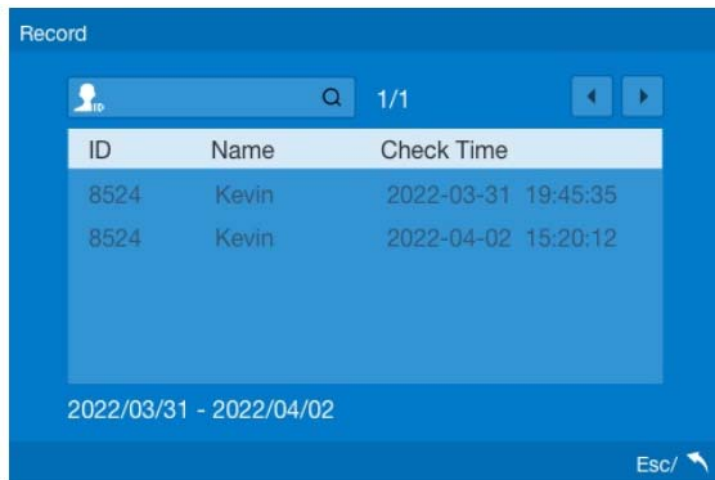 Record
ID 1/1
ID Name Check Time
8524 Kevin 2022-03-31 19:45:35
8524 Kevin 2022-04-02 15:20:12
2022/03/31 - 2022/04/02
Esc/